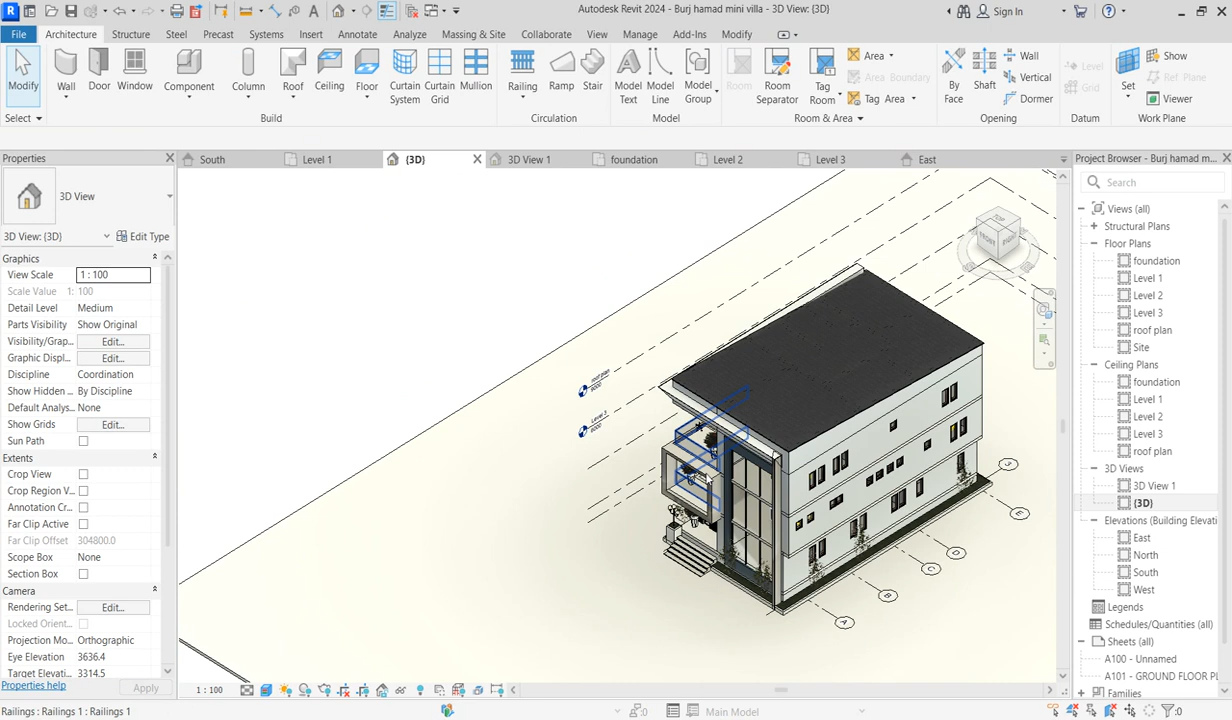 Autodesk Revit 2024 - Burj hamad mini villa - 3D View: {3D}
Sign In
File Architecture Structure Steel Precast Systems Insert Annotate Analyze Massing & Site Collaborate View Manage Add-Ins Modify
Modify Wall Door Window Component Column Roof Ceiling Floor Curtain System Curtain Grid Mullion Railing Ramp Stair Model Text Model Line Model Group Room Room Separator Tag Room Area Area Boundary Tag Area By Face Shaft Wall Vertical Dormer Level Grid Set Show Ref Plane Viewer
Select Build Circulation Model Room & Area Opening Datum Work Plane
South Level 1 {3D} 3D View 1 foundation Level 2 Level 3 East
Properties
3D View
3D View: {3D} Edit Type
Graphics
View Scale 1 : 100
Scale Value 1: 100
Detail Level Medium
Parts Visibility Show Original
Visibility/Grap... Edit...
Graphic Displ... Edit...
Discipline Coordination
Show Hidden ... By Discipline
Default Analys... None
Show Grids Edit...
Sun Path
Extents
Crop View
Crop Region V...
Annotation Cr...
Far Clip Active
Far Clip Offset 304800.0
Scope Box None
Section Box
Camera
Rendering Set... Edit...
Locked Orient...
Projection Mo... Orthographic
Eye Elevation 3636.4
Target Elevati... 3314.5
Properties help Apply
TOP
FRONT
roof plan
Level 3
6000
3
E
D
C
B
A
Project Browser - Burj hamad m...
Search
Views (all)
Structural Plans
Floor Plans
foundation
Level 1
Level 2
Level 3
roof plan
Site
Ceiling Plans
foundation
Level 1
Level 2
Level 3
roof plan
3D Views
3D View 1
{3D}
Elevations (Building Elevati
East
North
South
West
Legends
Schedules/Quantities (all)
Sheets (all)
A100 - Unnamed
A101 - GROUND FLOOR PL
Families
1 : 100
Railings : Railings 1 : Railings 1
:0
Main Model
:0